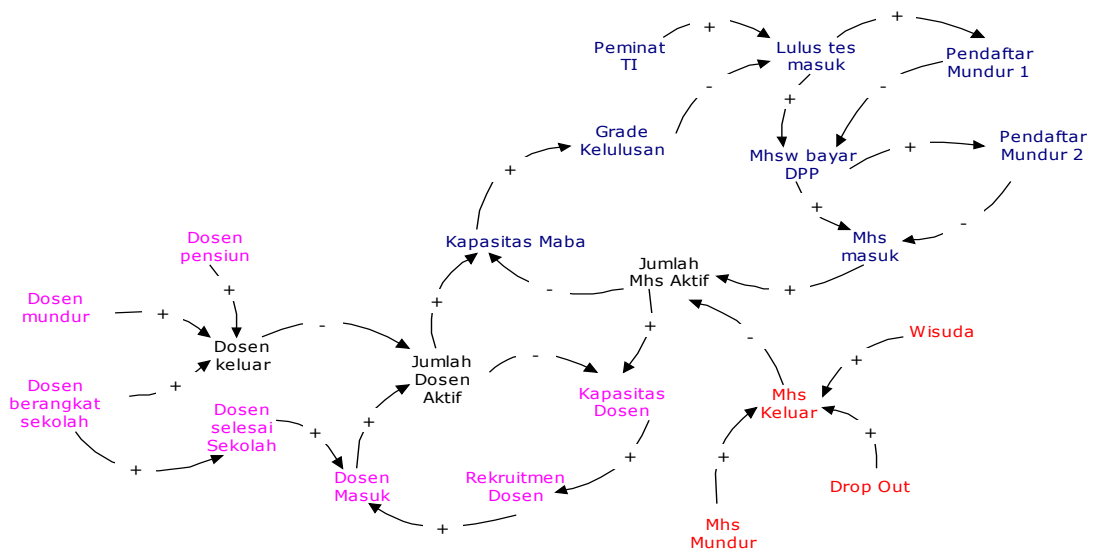 Peminat
TI
+
Lulus tes
masuk
+
Pendaftar
Mundur 1
-
+
-
Grade
Kelulusan
+
Mhsw bayar
DPP
+
Pendaftar
Mundur 2
+
-
Kapasitas Maba
Mhs
masuk
Dosen
pensiun
+
Jumlah
Mhs Aktif
-
+
+
Dosen
mundur
+
-
+
Wisuda
-
Dosen
keluar
Jumlah
Dosen
Aktif
-
+
Dosen
berangkat
sekolah
+
Kapasitas
Dosen
Mhs
Keluar
Dosen
selesai
Sekolah
+
+
+
+
+
+
Dosen
Masuk
Rekruitmen
Dosen
Drop Out
+
Mhs
Mundur